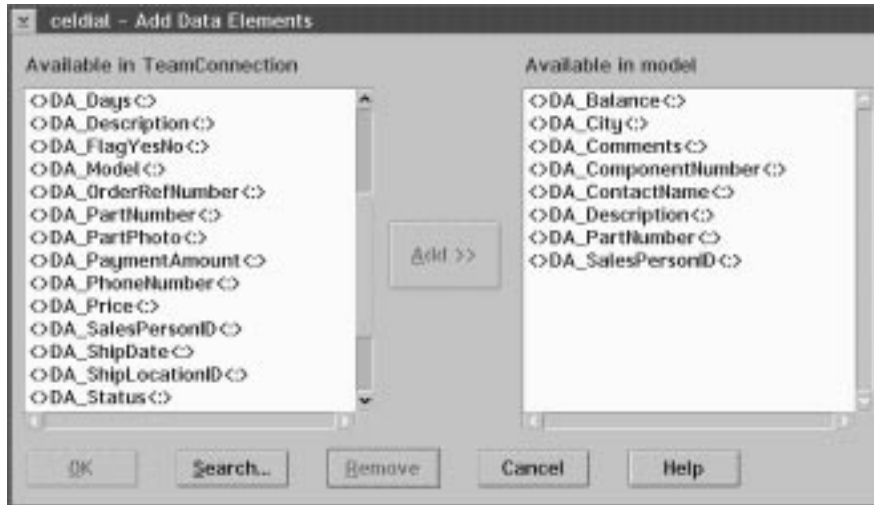 celdial - Add Data Elements
Available in TeamConnection
<>DA_Days<:>
<>DA_Description<:>
<>DA_FlagYesNo<:>
<>DA_Model<:>
<>DA_OrderRefNumber<:>
<>DA_PartNumber<:>
<>DA_PartPhoto<:>
<>DA_PaymentAmount<:>
<>DA_PhoneNumber<:>
<>DA_Price<:>
<>DA_SalesPersonID<:>
<>DA_ShipDate<:>
<>DA_ShipLocationID<:>
<>DA_Status<:>
Add >>
Available in model
<>DA_Balance<:>
<>DA_City<:>
<>DA_Comments<:>
<>DA_ComponentNumber<:>
<>DA_ContactName<:>
<>DA_Description<:>
<>DA_PartNumber<:>
<>DA_SalesPersonID<:>
OK Search... Remove Cancel Help